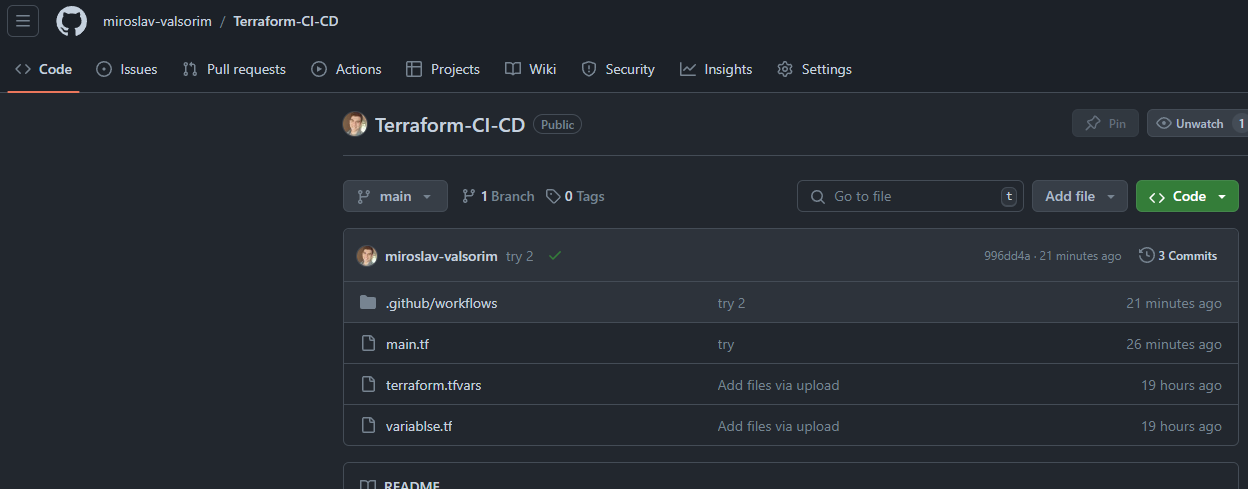 miroslav-valsorim / Terraform-CI-CD
Code Issues Pull requests Actions Projects Wiki Security Insights Settings
Terraform-CI-CD Public Pin Unwatch 1
main 1 Branch 0 Tags Go to file t Add file Code
miroslav-valsorim try 2 996dd4a · 21 minutes ago 3 Commits
.github/workflows try 2 21 minutes ago
main.tf try 26 minutes ago
terraform.tfvars Add files via upload 19 hours ago
variablse.tf Add files via upload 19 hours ago
README